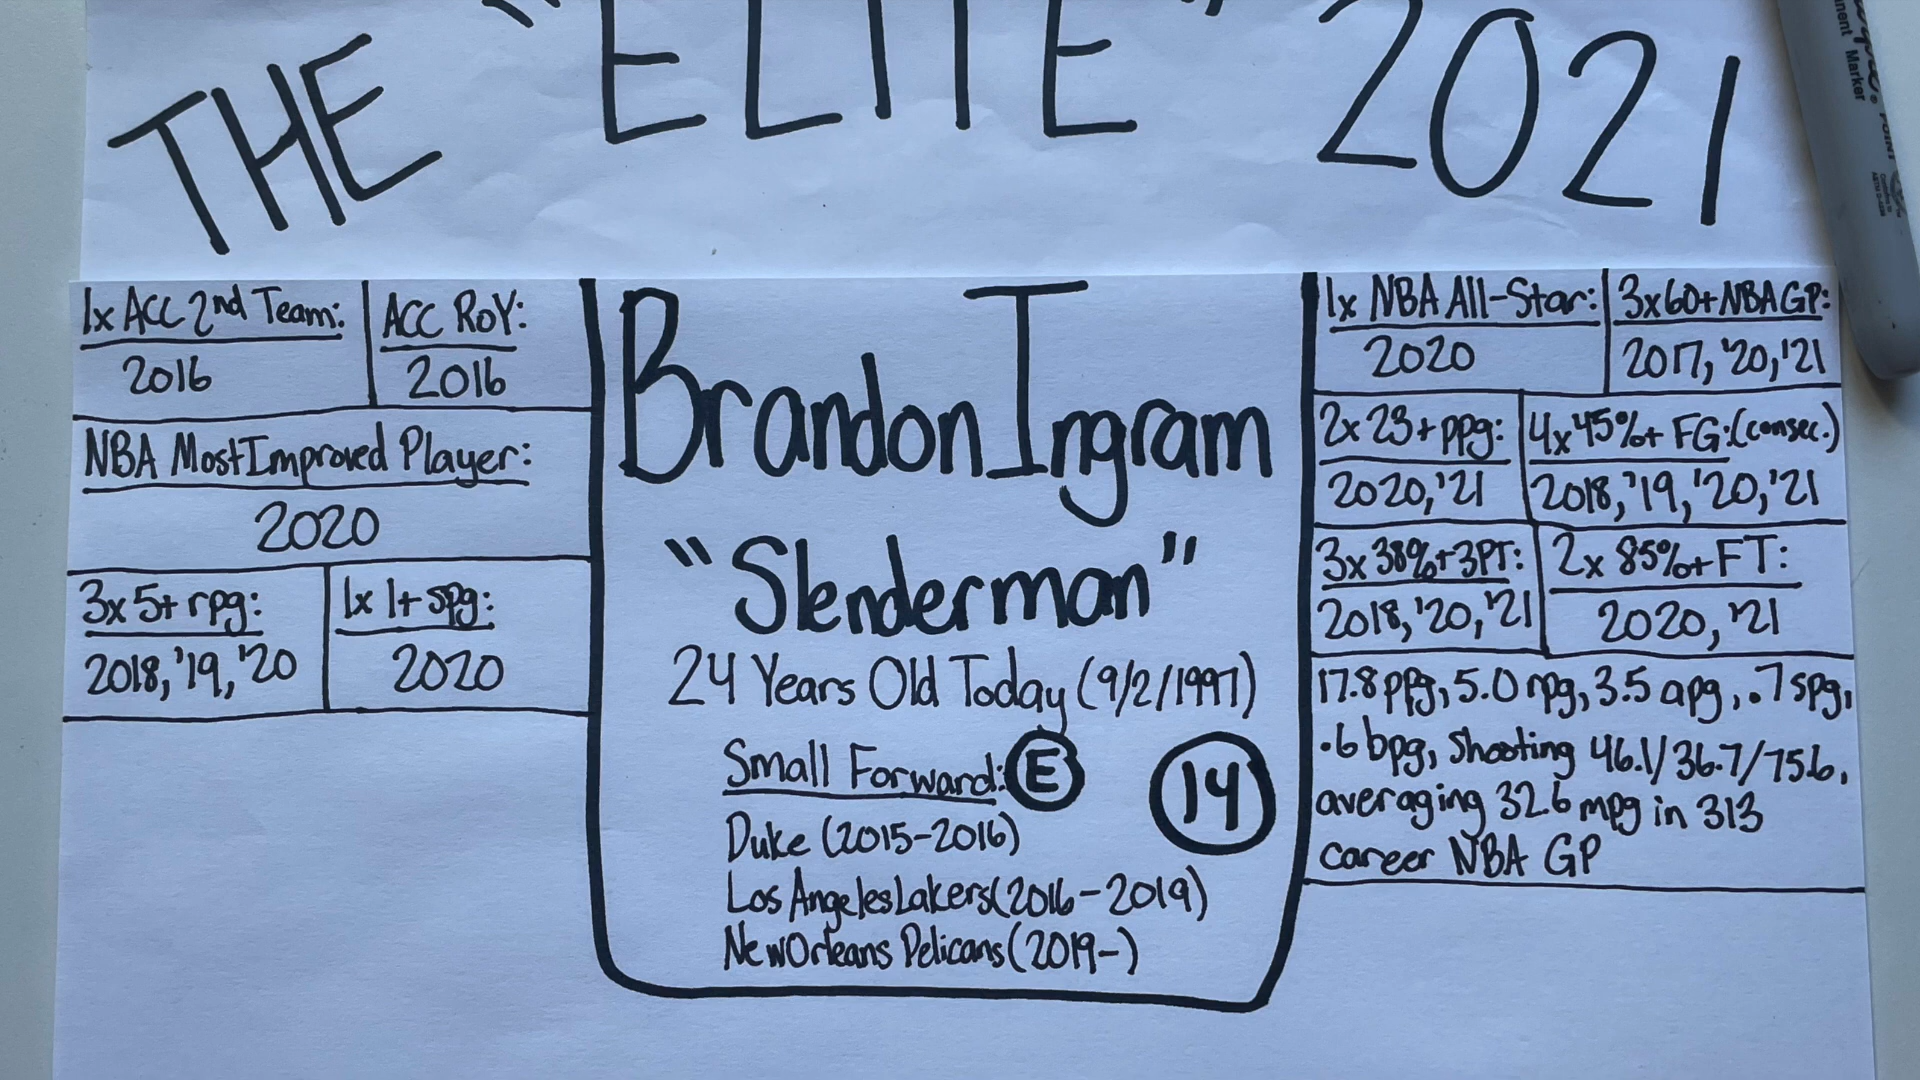 THE "ELITE" 2021
1x ACC 2nd Team:
2016
ACC RoY:
2016
NBA Most Improved Player:
2020
3x 5+ rpg:
2018, '19, '20
1x 1+ spg:
2020
Brandon Ingram
"Slenderman"
24 Years Old Today (9/2/1997)
Small Forward: E
14
Duke (2015-2016)
Los Angeles Lakers (2016-2019)
New Orleans Pelicans (2019-)
1x NBA All-Star:
2020
3x 60+ NBA GP:
2017, '20, '21
2x 23+ ppg:
2020, '21
4x 45%+ FG: (consec.)
2018, '19, '20, '21
3x 38%+ 3PT:
2018, '20, '21
2x 85%+ FT:
2020, '21
17.8 ppg, 5.0 rpg, 3.5 apg, .7 spg,
.6 bpg, shooting 46.1/36.7/75.6,
averaging 32.6 mpg in 313
career NBA GP
Marker